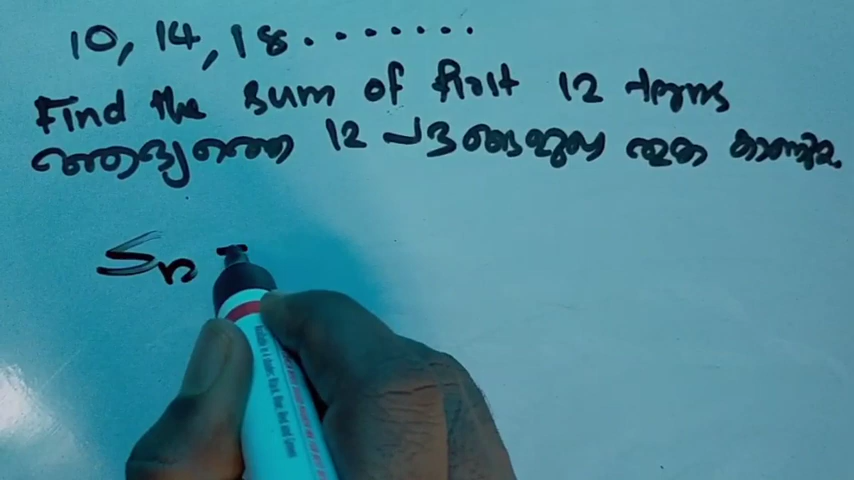 10, 14, 18 ........
Find the sum of first 12 terms
ആദ്യത്തെ 12 പദങ്ങളുടെ തുക കാണുക.
Sn =